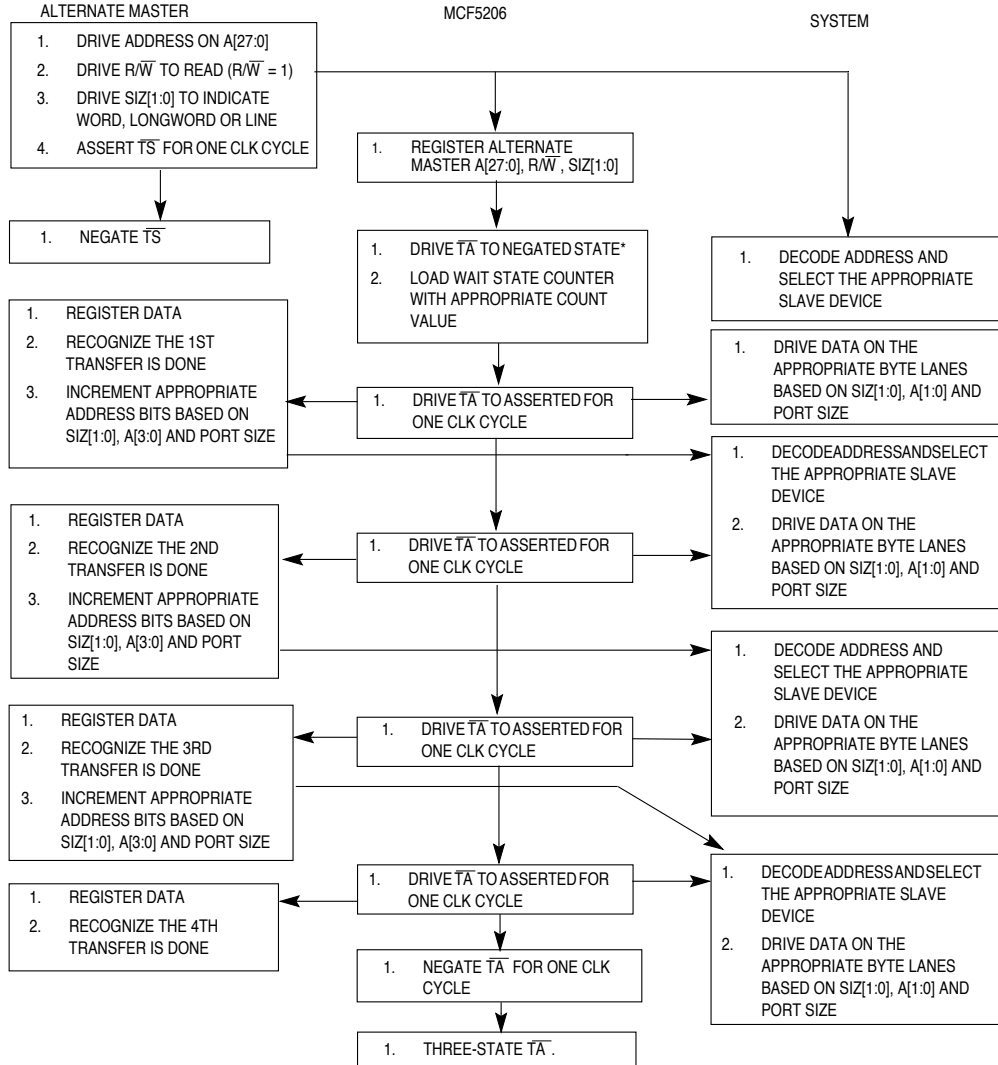 ALTERNATE MASTER
1. DRIVE ADDRESS ON A[27:0]
2. DRIVE R/W̅ TO READ (R/W̅ = 1)
3. DRIVE SIZ[1:0] TO INDICATE
WORD, LONGWORD OR LINE
4. ASSERT T̅S̅ FOR ONE CLK CYCLE
1. NEGATE T̅S̅
1. REGISTER DATA
2. RECOGNIZE THE 1ST
TRANSFER IS DONE
3. INCREMENT APPROPRIATE
ADDRESS BITS BASED ON
SIZ[1:0], A[3:0] AND PORT SIZE
1. REGISTER DATA
2. RECOGNIZE THE 2ND
TRANSFER IS DONE
3. INCREMENT APPROPRIATE
ADDRESS BITS BASED ON
SIZ[1:0], A[3:0] AND PORT
SIZE
1. REGISTER DATA
2. RECOGNIZE THE 3RD
TRANSFER IS DONE
3. INCREMENT APPROPRIATE
ADDRESS BITS BASED ON
SIZ[1:0], A[3:0] AND PORT SIZE
1. REGISTER DATA
2. RECOGNIZE THE 4TH
TRANSFER IS DONE
MCF5206
1. REGISTER ALTERNATE
MASTER A[27:0], R/W̅, SIZ[1:0]
1. DRIVE T̅A̅ TO NEGATED STATE*
2. LOAD WAIT STATE COUNTER
WITH APPROPRIATE COUNT
VALUE
1. DRIVE T̅A̅ TO ASSERTED FOR
ONE CLK CYCLE
1. DRIVE T̅A̅ TO ASSERTED FOR
ONE CLK CYCLE
1. DRIVE T̅A̅ TO ASSERTED FOR
ONE CLK CYCLE
1. DRIVE T̅A̅ TO ASSERTED FOR
ONE CLK CYCLE
1. NEGATE T̅A̅ FOR ONE CLK
CYCLE
1. THREE-STATE T̅A̅ .
SYSTEM
1. DECODE ADDRESS AND
SELECT THE APPROPRIATE
SLAVE DEVICE
1. DRIVE DATA ON THE
APPROPRIATE BYTE LANES
BASED ON SIZ[1:0], A[1:0] AND
PORT SIZE
1. DECODE ADDRESS AND SELECT
THE APPROPRIATE SLAVE
DEVICE
2. DRIVE DATA ON THE
APPROPRIATE BYTE LANES
BASED ON SIZ[1:0], A[1:0] AND
PORT SIZE
1. DECODE ADDRESS AND
SELECT THE APPROPRIATE
SLAVE DEVICE
2. DRIVE DATA ON THE
APPROPRIATE BYTE LANES
BASED ON SIZ[1:0], A[1:0] AND
PORT SIZE
1. DECODE ADDRESS AND SELECT
THE APPROPRIATE SLAVE
DEVICE
2. DRIVE DATA ON THE
APPROPRIATE BYTE LANES
BASED ON SIZ[1:0], A[1:0] AND
PORT SIZE